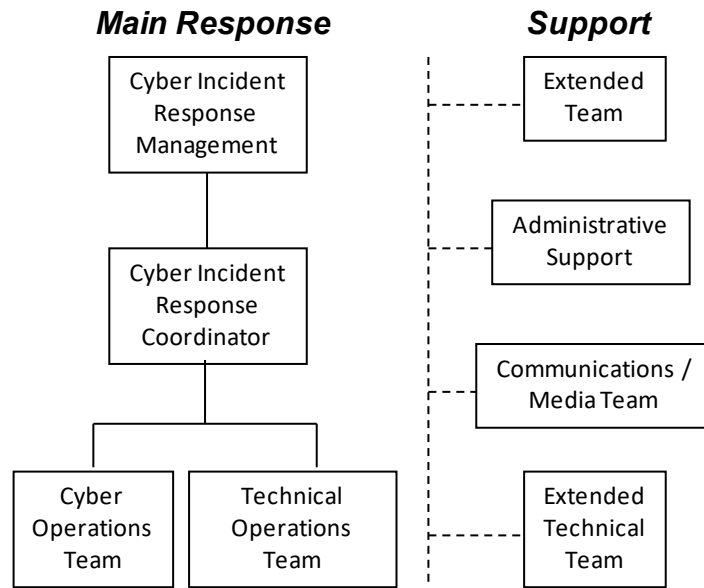 Main Response
Support
Cyber Incident
Response
Management
Extended
Team
Administrative
Support
Cyber Incident
Response
Coordinator
Communications /
Media Team
Cyber
Operations
Team
Technical
Operations
Team
Extended
Technical
Team